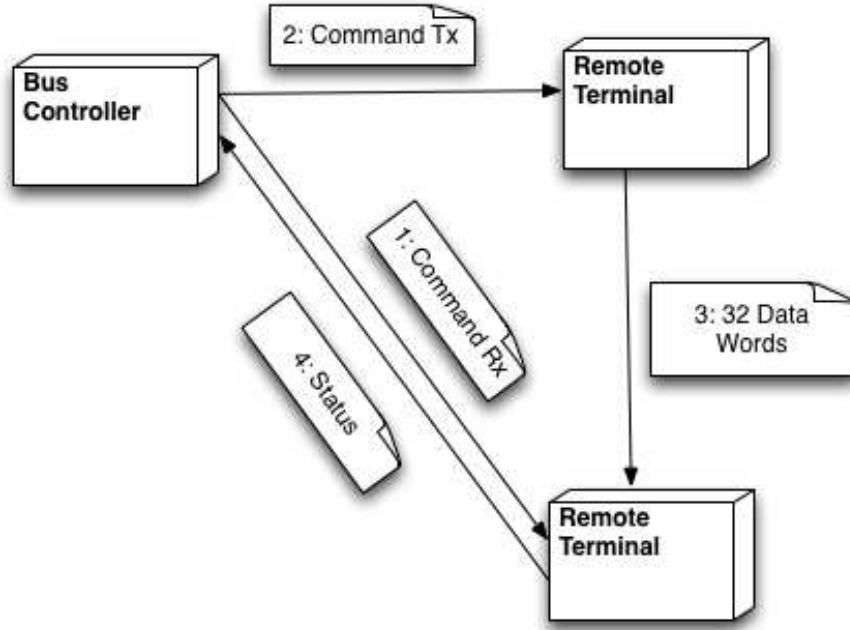 2: Command Tx
Bus
Controller
Remote
Terminal
1: Command Rx
3: 32 Data
Words
4: Status
Remote
Terminal